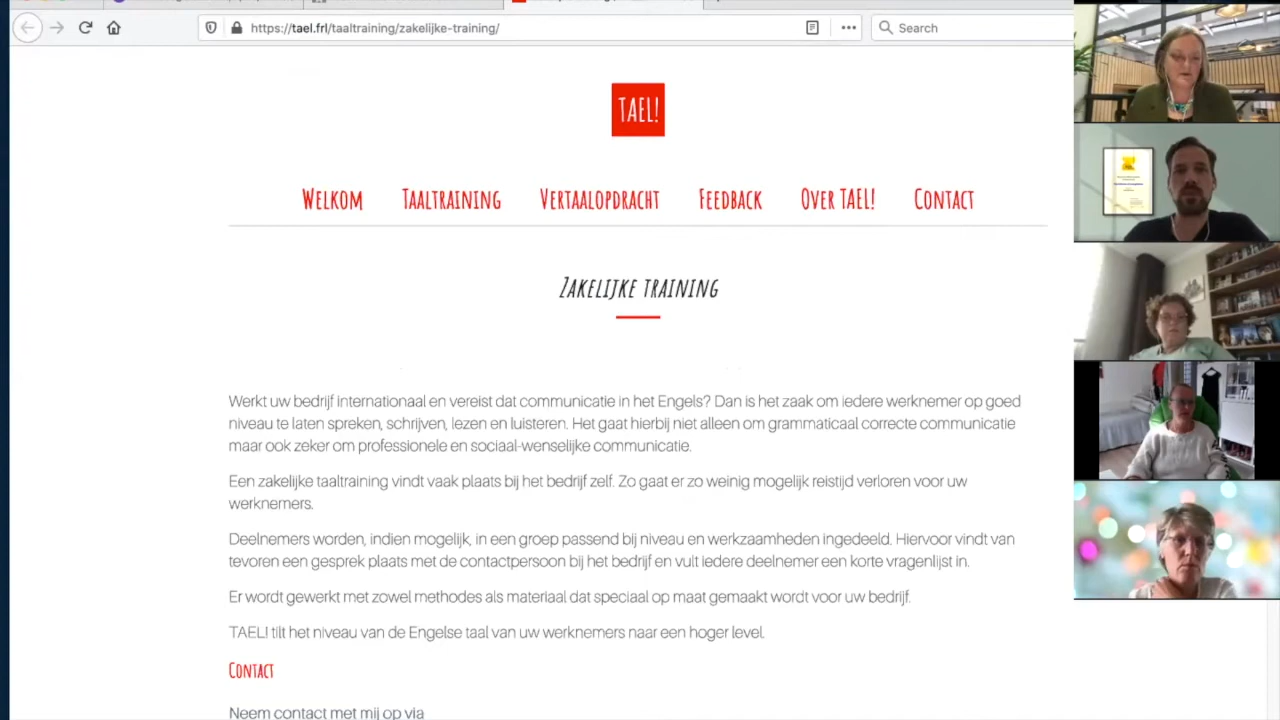 https://tael.frl/taaltraining/zakelijke-training/
Search
TAEL!
Welkom Taaltraining Vertaalopdracht Feedback Over TAEL! Contact
Zakelijke training
Werkt uw bedrijf internationaal en vereist dat communicatie in het Engels? Dan is het zaak om iedere werknemer op goed
niveau te laten spreken, schrijven, lezen en luisteren. Het gaat hierbij niet alleen om grammaticaal correcte communicatie
maar ook zeker om professionele en sociaal-wenselijke communicatie.
Een zakelijke taaltraining vindt vaak plaats bij het bedrijf zelf. Zo gaat er zo weinig mogelijk reistijd verloren voor uw
werknemers.
Deelnemers worden, indien mogelijk, in een groep passend bij niveau en werkzaamheden ingedeeld. Hiervoor vindt van
tevoren een gesprek plaats met de contactpersoon bij het bedrijf en vult iedere deelnemer een korte vragenlijst in.
Er wordt gewerkt met zowel methodes als materiaal dat speciaal op maat gemaakt wordt voor uw bedrijf.
TAEL! tilt het niveau van de Engelse taal van uw werknemers naar een hoger level.
Contact
Neem contact met mij op via